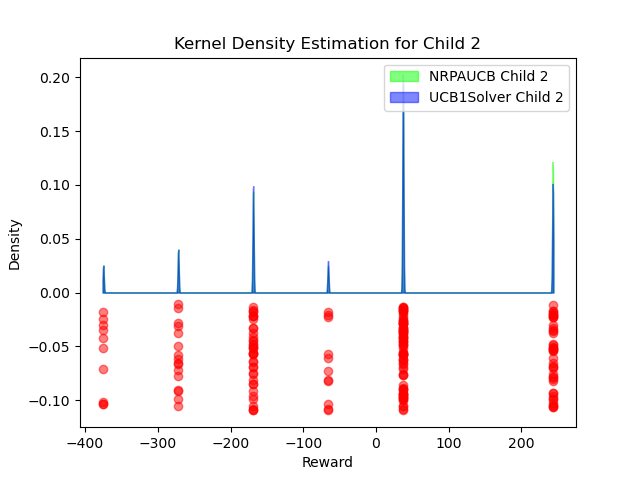 Kernel Density Estimation for Child 2
NRPAUCB Child 2
UCB1Solver Child 2
Density
0.20
0.15
0.10
0.05
0.00
−0.05
−0.10
−400 −300 −200 −100 0 100 200
Reward